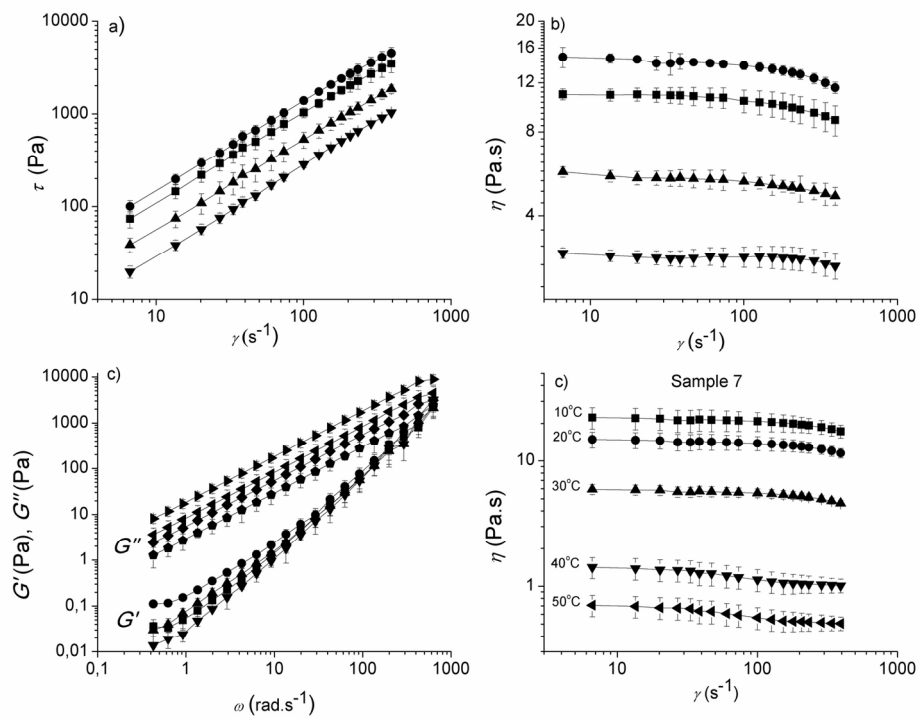 a)
10000
1000
100
10
τ (Pa)
10 100 1000
γ (s⁻¹)
b)
20
16
12
8
4
η (Pa.s)
10 100 1000
γ (s⁻¹)
c)
10000
1000
100
10
1
0,1
0,01
G'(Pa), G''(Pa)
G''
G'
0,1 1 10 100 1000
ω (rad.s⁻¹)
c) Sample 7
10
1
η (Pa.s)
10°C
20°C
30°C
40°C
50°C
10 100 1000
γ (s⁻¹)